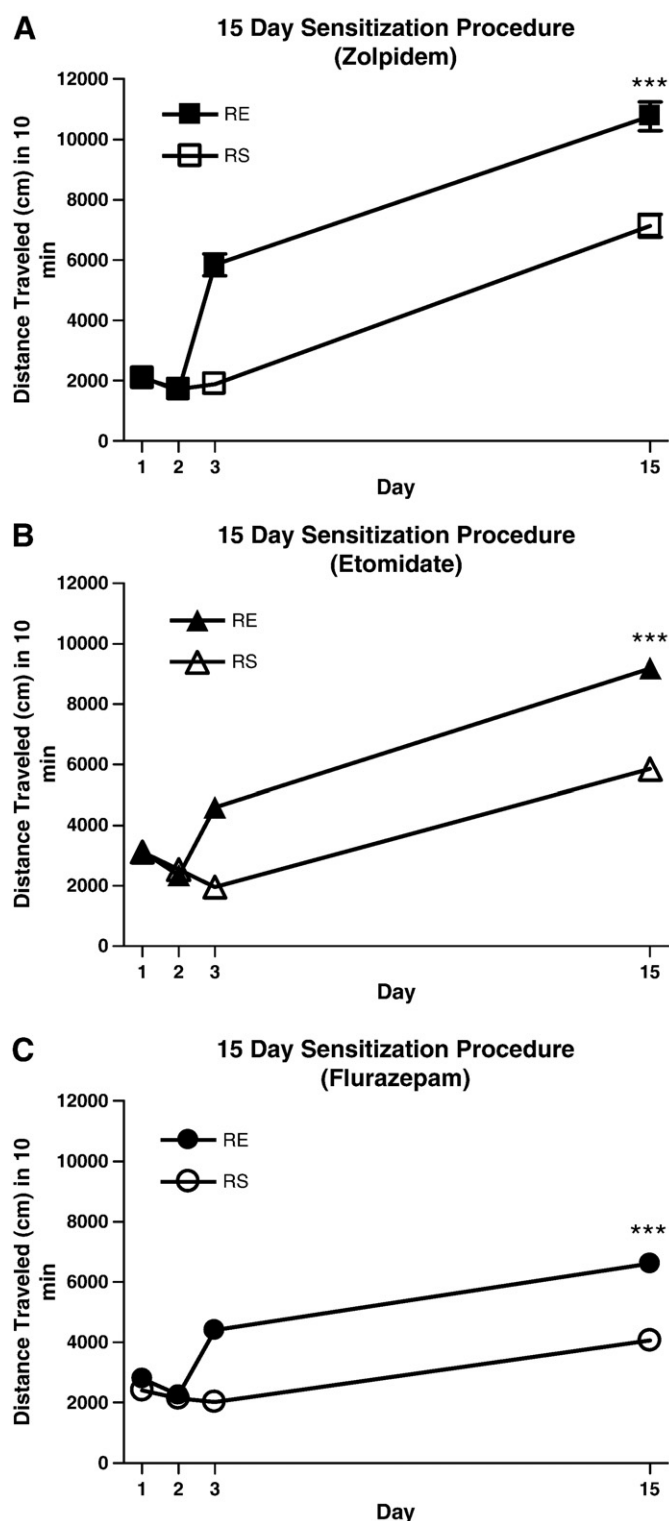 A
15 Day Sensitization Procedure
(Zolpidem)
12000
10000
8000
6000
4000
2000
0
Distance Traveled (cm) in 10
min
RE
RS
***
1 2 3 15
Day
B
15 Day Sensitization Procedure
(Etomidate)
12000
10000
8000
6000
4000
2000
0
Distance Traveled (cm) in 10
min
RE
RS
***
1 2 3 15
Day
C
15 Day Sensitization Procedure
(Flurazepam)
12000
10000
8000
6000
4000
2000
0
Distance Traveled (cm) in 10
min
RE
RS
***
1 2 3 15
Day